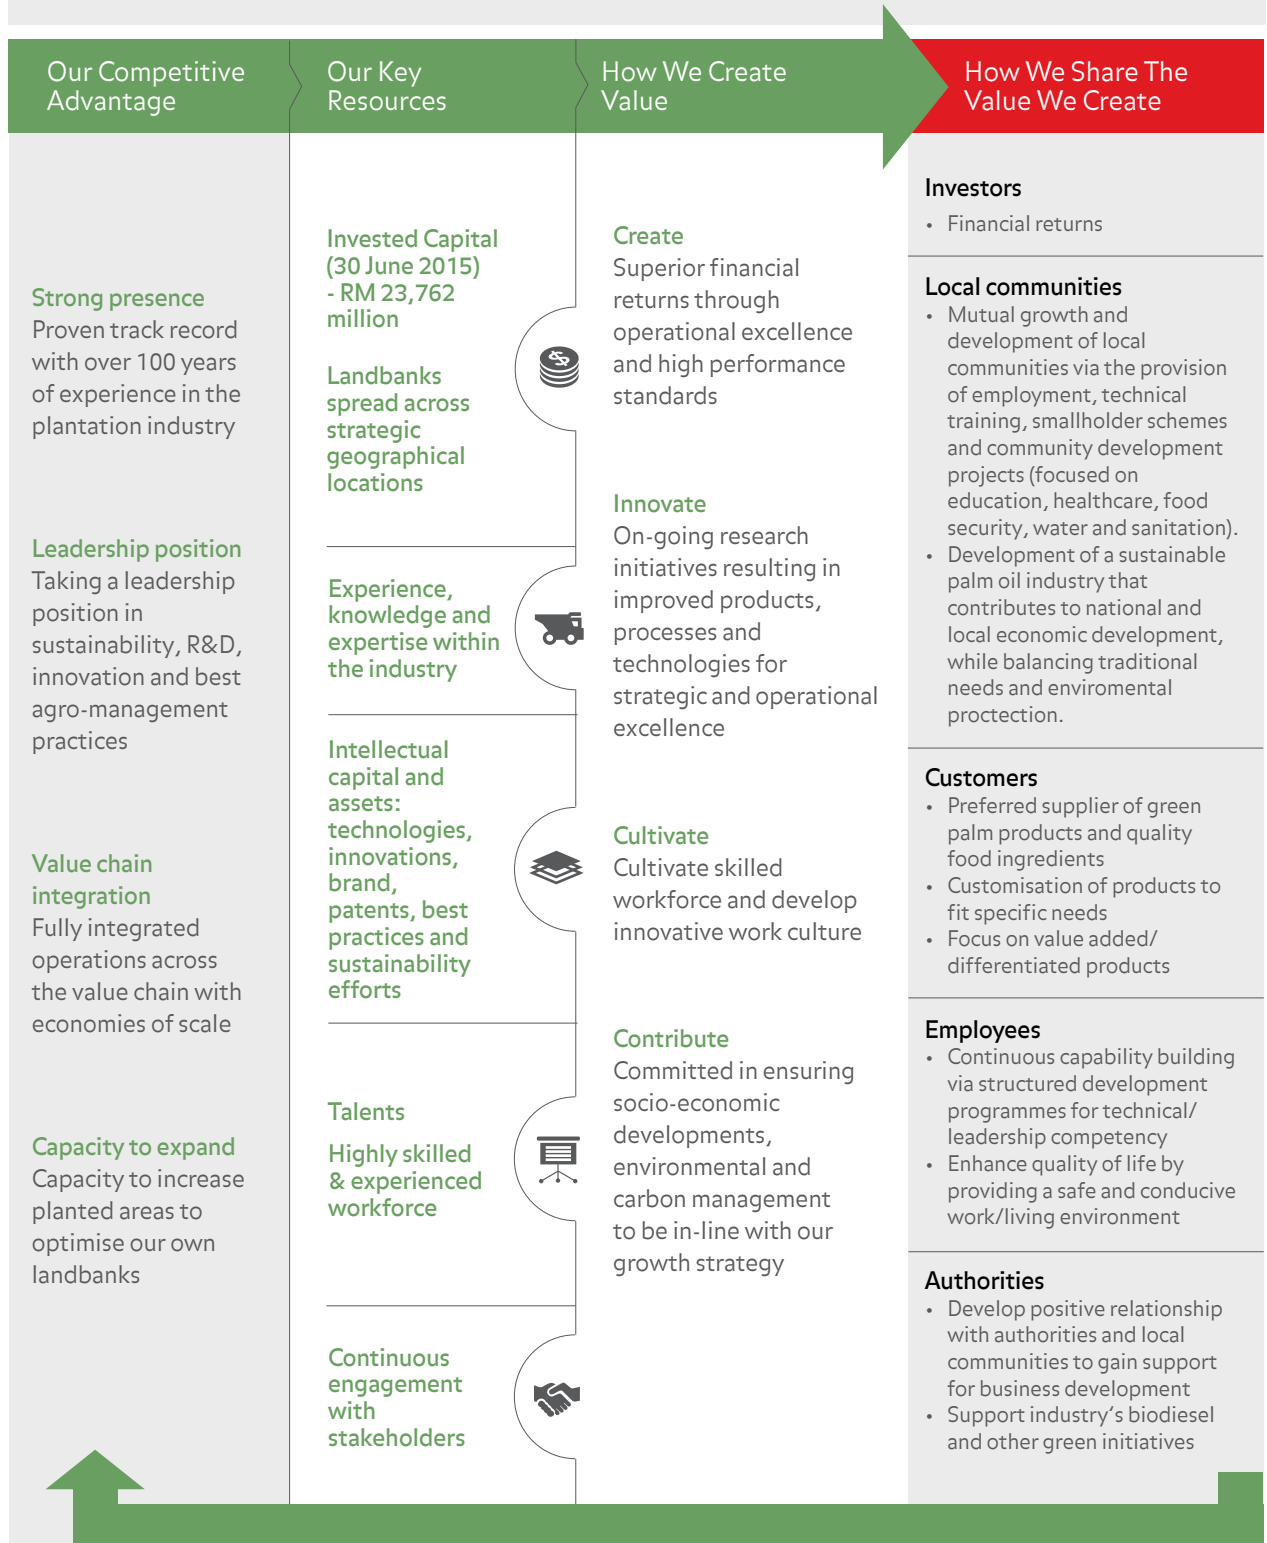 Our Competitive
Advantage
Our Key
Resources
How We Create
Value
How We Share The
Value We Create
Strong presence
Proven track record
with over 100 years
of experience in the
plantation industry
Leadership position
Taking a leadership
position in
sustainability, R&D,
innovation and best
agro-management
practices
Value chain
integration
Fully integrated
operations across
the value chain with
economies of scale
Capacity to expand
Capacity to increase
planted areas to
optimise our own
landbanks
Invested Capital
(30 June 2015)
- RM 23,762
million
Landbanks
spread across
strategic
geographical
locations
Experience,
knowledge and
expertise within
the industry
Intellectual
capital and
assets:
technologies,
innovations,
brand,
patents, best
practices and
sustainability
efforts
Talents
Highly skilled
& experienced
workforce
Continuous
engagement
with
stakeholders
Create
Superior financial
returns through
operational excellence
and high performance
standards
Innovate
On-going research
initiatives resulting in
improved products,
processes and
technologies for
strategic and operational
excellence
Cultivate
Cultivate skilled
workforce and develop
innovative work culture
Contribute
Committed in ensuring
socio-economic
developments,
environmental and
carbon management
to be in-line with our
growth strategy
Investors
• Financial returns
Local communities
• Mutual growth and
development of local
communities via the provision
of employment, technical
training, smallholder schemes
and community development
projects (focused on
education, healthcare, food
security, water and sanitation).
• Development of a sustainable
palm oil industry that
contributes to national and
local economic development,
while balancing traditional
needs and enviromental
proctection.
Customers
• Preferred supplier of green
palm products and quality
food ingredients
• Customisation of products to
fit specific needs
• Focus on value added/
differentiated products
Employees
• Continuous capability building
via structured development
programmes for technical/
leadership competency
• Enhance quality of life by
providing a safe and conducive
work/living environment
Authorities
• Develop positive relationship
with authorities and local
communities to gain support
for business development
• Support industry‘s biodiesel
and other green initiatives